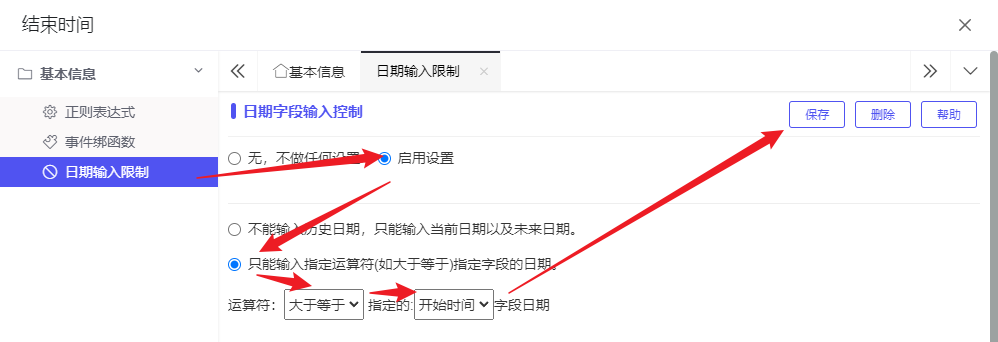 结束时间
基本信息
正则表达式
事件绑函数
日期输入限制
基本信息
日期输入限制
日期字段输入控制
保存
删除
帮助
无，不做任何设置
启用设置
不能输入历史日期，只能输入当前日期以及未来日期。
只能输入指定运算符(如大于等于)指定字段的日期。
运算符： 大于等于 指定的: 开始时间 字段日期